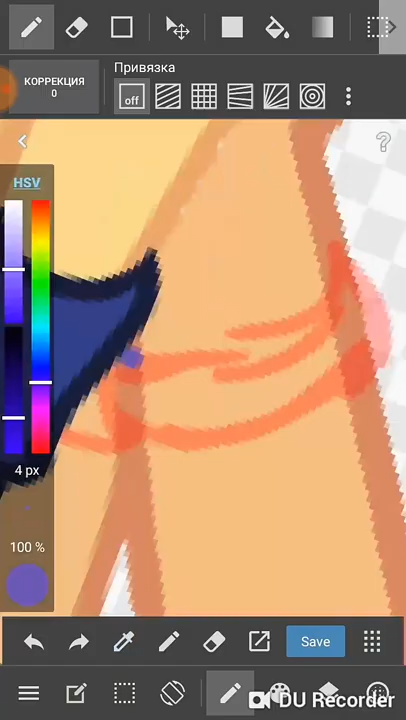 Привязка
КОРРЕКЦИЯ
0
off
?
HSV
4 px
100 %
Save
DU Recorder